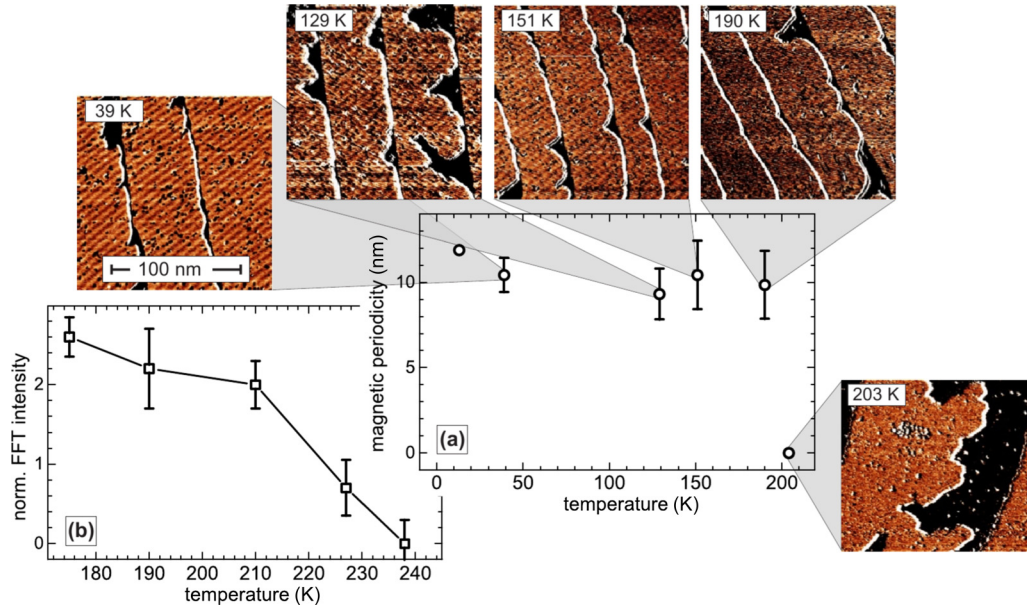 129 K
151 K
190 K
39 K
100 nm
magnetic periodicity (nm)
10
5
0
(a)
0 50 100 150 200
temperature (K)
203 K
norm. FFT intensity
2
0
(b)
180 190 200 210 220 230 240
temperature (K)